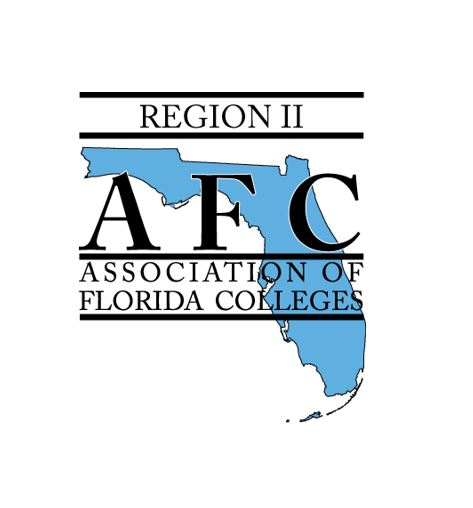 REGION II
AFC
ASSOCIATION OF
FLORIDA COLLEGES